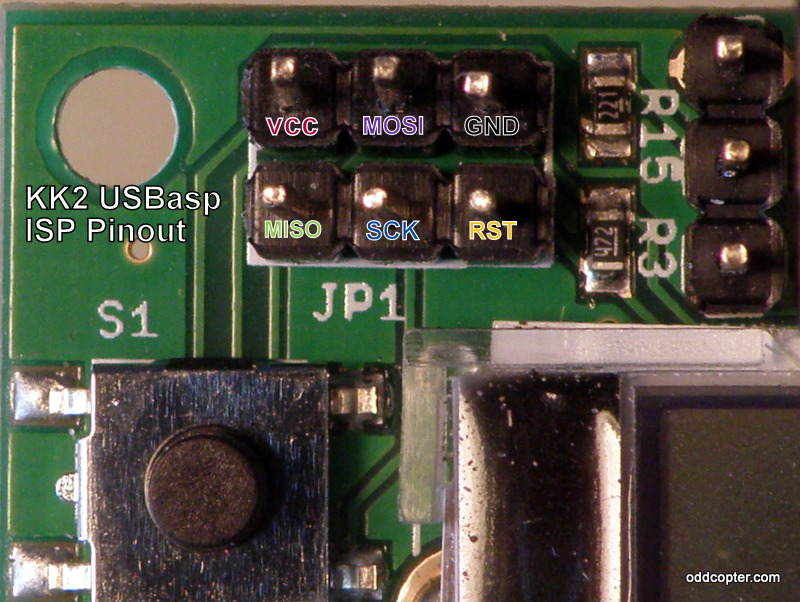 VCC MOSI GND
221
R15
KK2 USBasp
ISP Pinout
MISO SCK RST
422
R3
S1
JP1
oddcopter.com